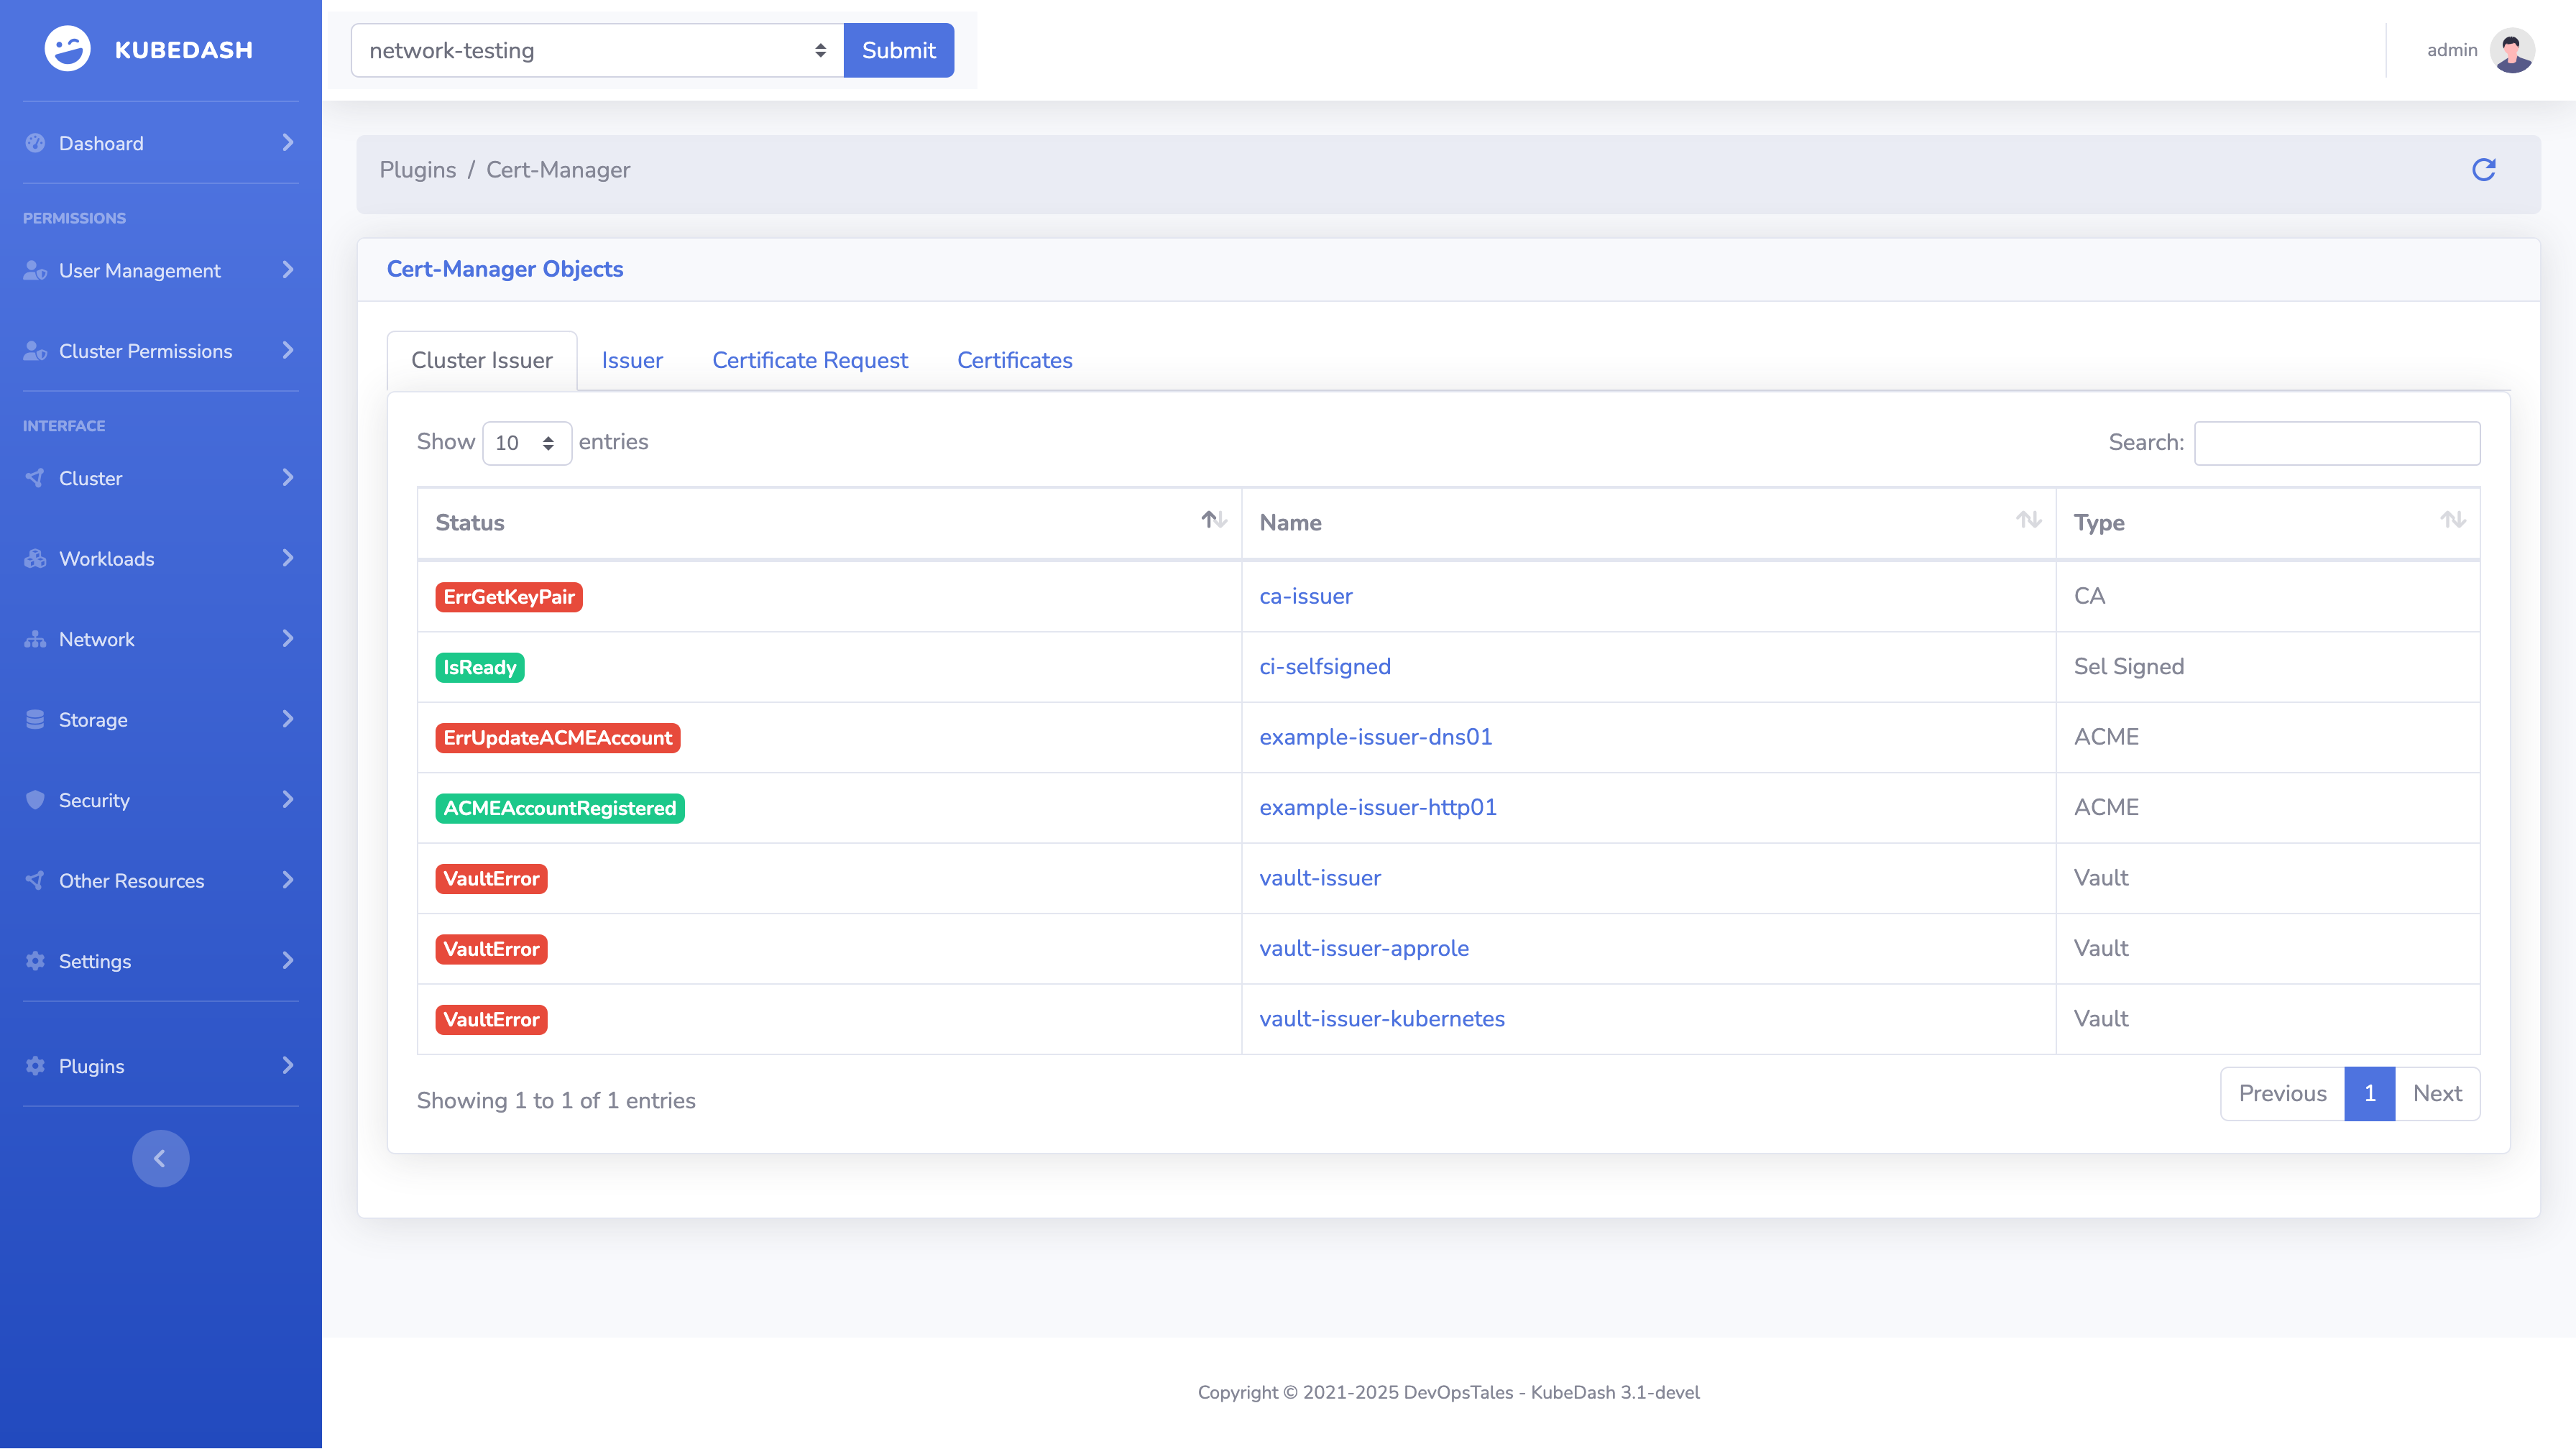 KUBEDASH
network-testing
Submit
admin
Dashoard
Plugins / Cert-Manager
PERMISSIONS
User Management
Cluster Permissions
INTERFACE
Cluster
Workloads
Network
Storage
Security
Other Resources
Settings
Plugins
Cert-Manager Objects
Cluster Issuer Issuer Certificate Request Certificates
Show 10 entries
Search:
Status Name Type
ErrGetKeyPair ca-issuer CA
IsReady ci-selfsigned Sel Signed
ErrUpdateACMEAccount example-issuer-dns01 ACME
ACMEAccountRegistered example-issuer-http01 ACME
VaultError vault-issuer Vault
VaultError vault-issuer-approle Vault
VaultError vault-issuer-kubernetes Vault
Showing 1 to 1 of 1 entries
Previous 1 Next
Copyright © 2021-2025 DevOpsTales - KubeDash 3.1-devel